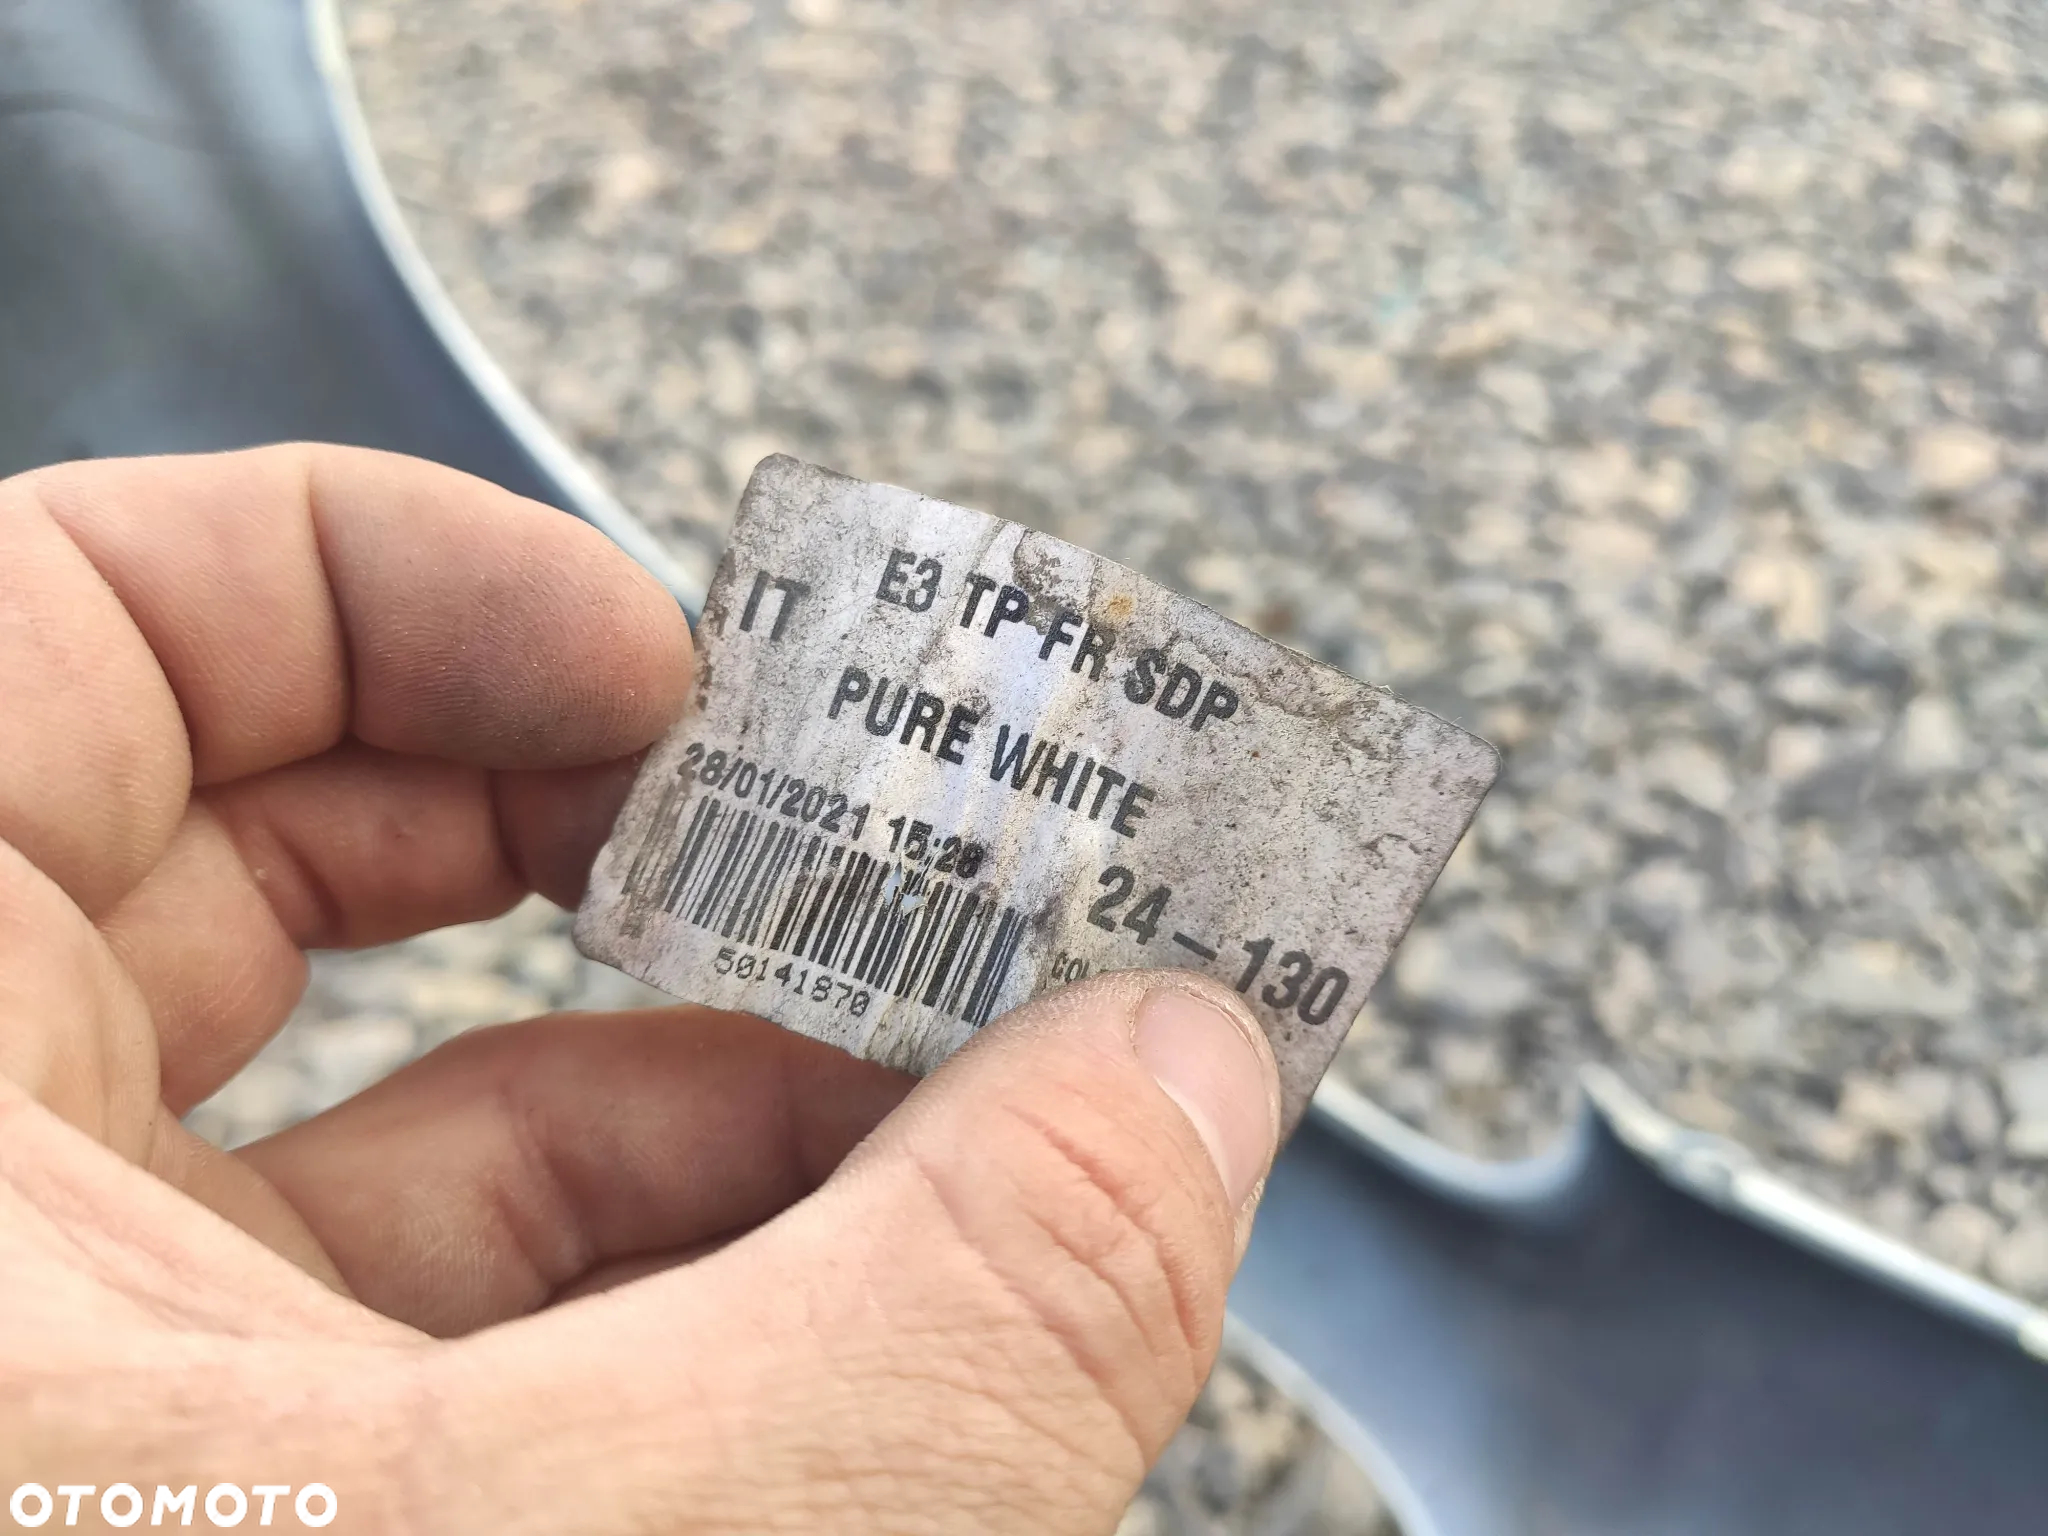 E3 TP FR SDP
IT
PURE WHITE
28/01/2021 15:28
24-130
50141870
OTOMOTO